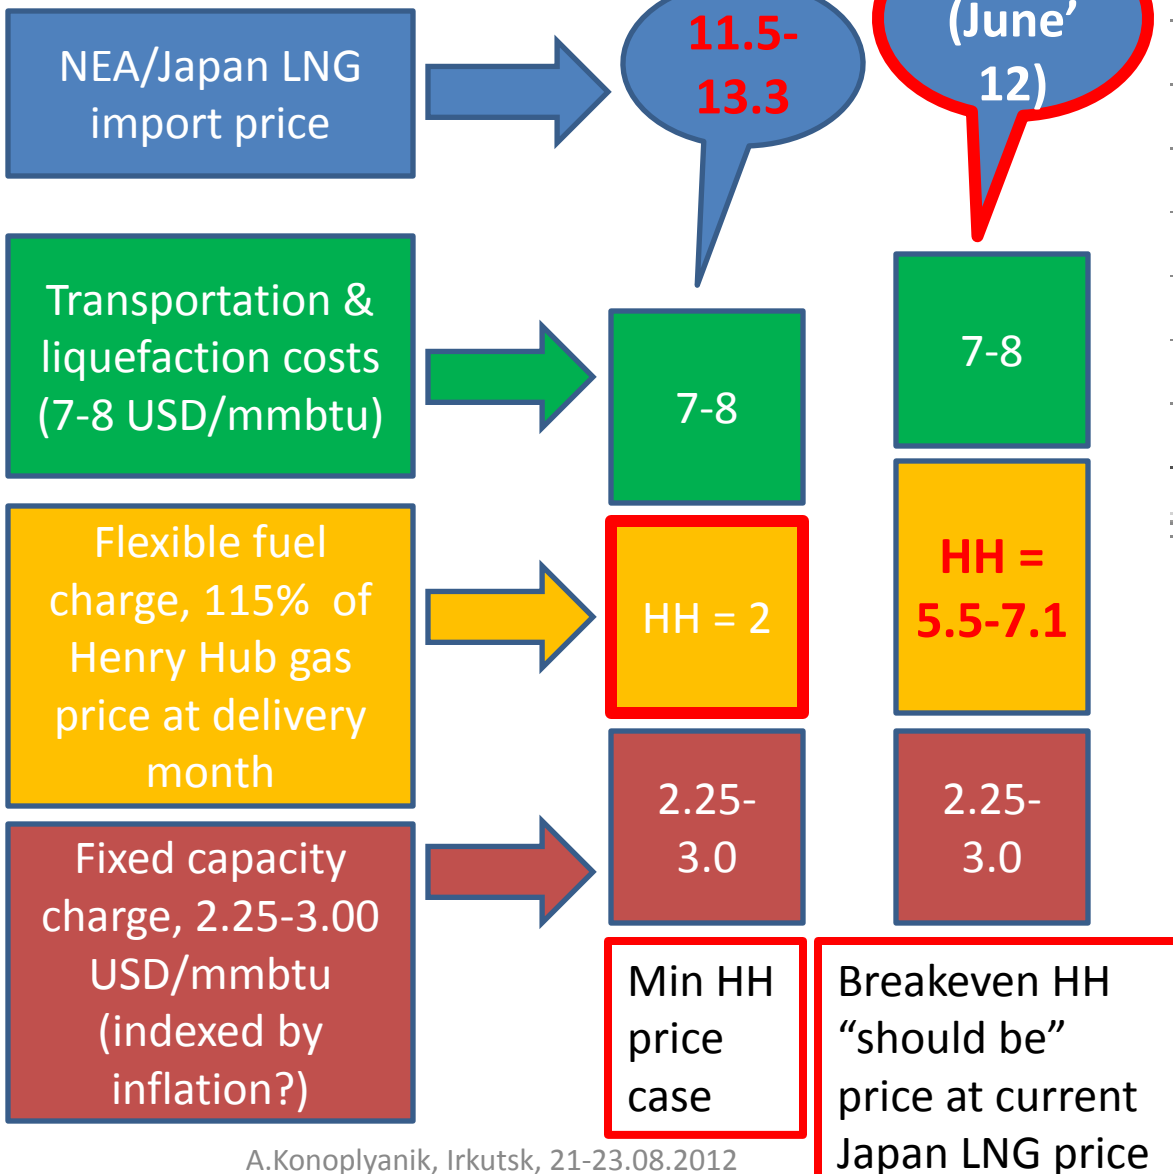 NEA/Japan LNG
import price
11.5-
13.3
(June’
12)
Transportation &
liquefaction costs
(7-8 USD/mmbtu)
7-8
7-8
Flexible fuel
charge, 115% of
Henry Hub gas
price at delivery
month
HH = 2
HH =
5.5-7.1
Fixed capacity
charge, 2.25-3.00
USD/mmbtu
(indexed by
inflation?)
2.25-
3.0
2.25-
3.0
Min HH
price
case
Breakeven HH
“should be”
price at current
Japan LNG price
A.Konoplyanik, Irkutsk, 21-23.08.2012